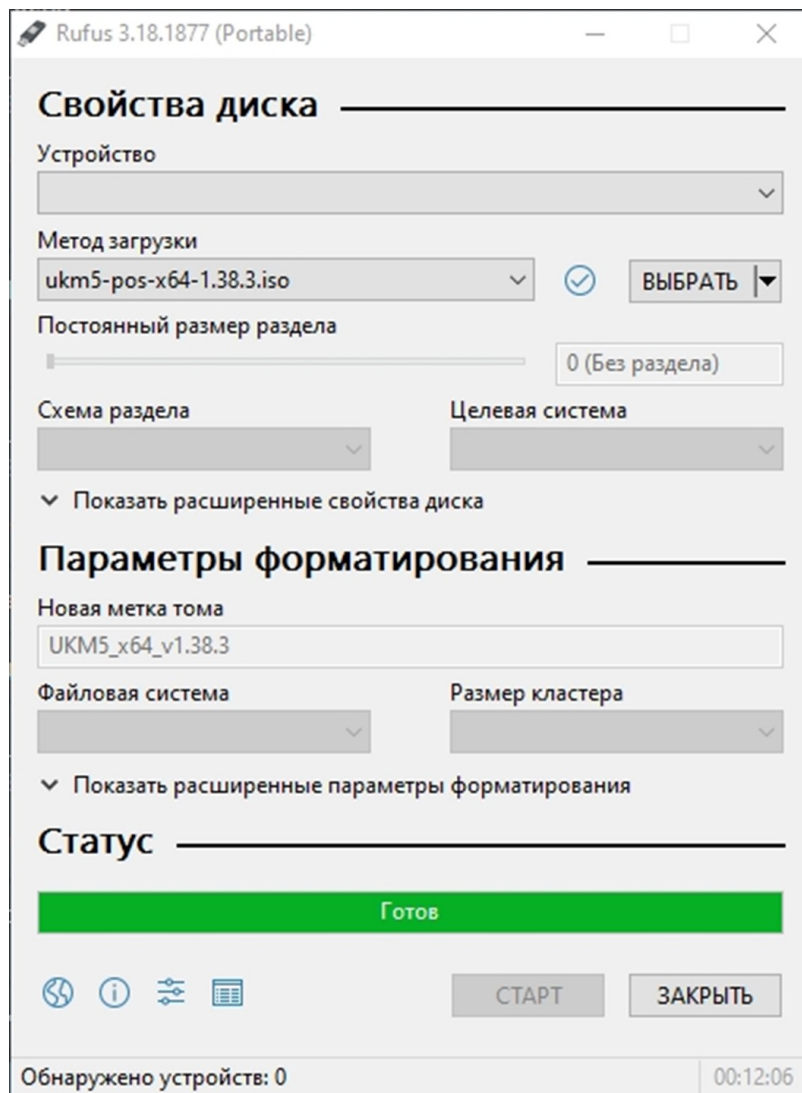 Rufus 3.18.1877 (Portable)
Свойства диска
Устройство
Метод загрузки
ukm5-pos-x64-1.38.3.iso
ВЫБРАТЬ
Постоянный размер раздела
0 (Без раздела)
Схема раздела Целевая система
Показать расширенные свойства диска
Параметры форматирования
Новая метка тома
UKM5_x64_v1.38.3
Файловая система Размер кластера
Показать расширенные параметры форматирования
Статус
Готов
СТАРТ ЗАКРЫТЬ
Обнаружено устройств: 0 00:12:06